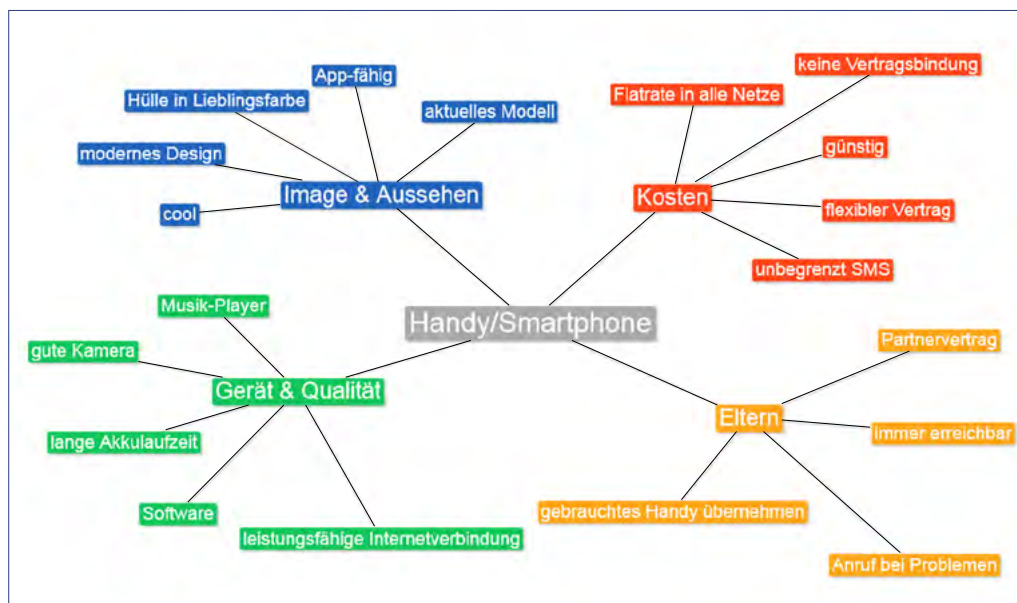 keine Vertragsbindung
App-fähig
Flatrate in alle Netze
Hülle in Lieblingsfarbe
aktuelles Modell
modernes Design
günstig
Image & Aussehen
Kosten
cool
flexibler Vertrag
unbegrenzt SMS
Musik-Player
Handy/Smartphone
Partnervertrag
gute Kamera
Gerät & Qualität
Eltern
lange Akkulaufzeit
immer erreichbar
Software
gebrauchtes Handy übernehmen
leistungsfähige Internetverbindung
Anruf bei Problemen